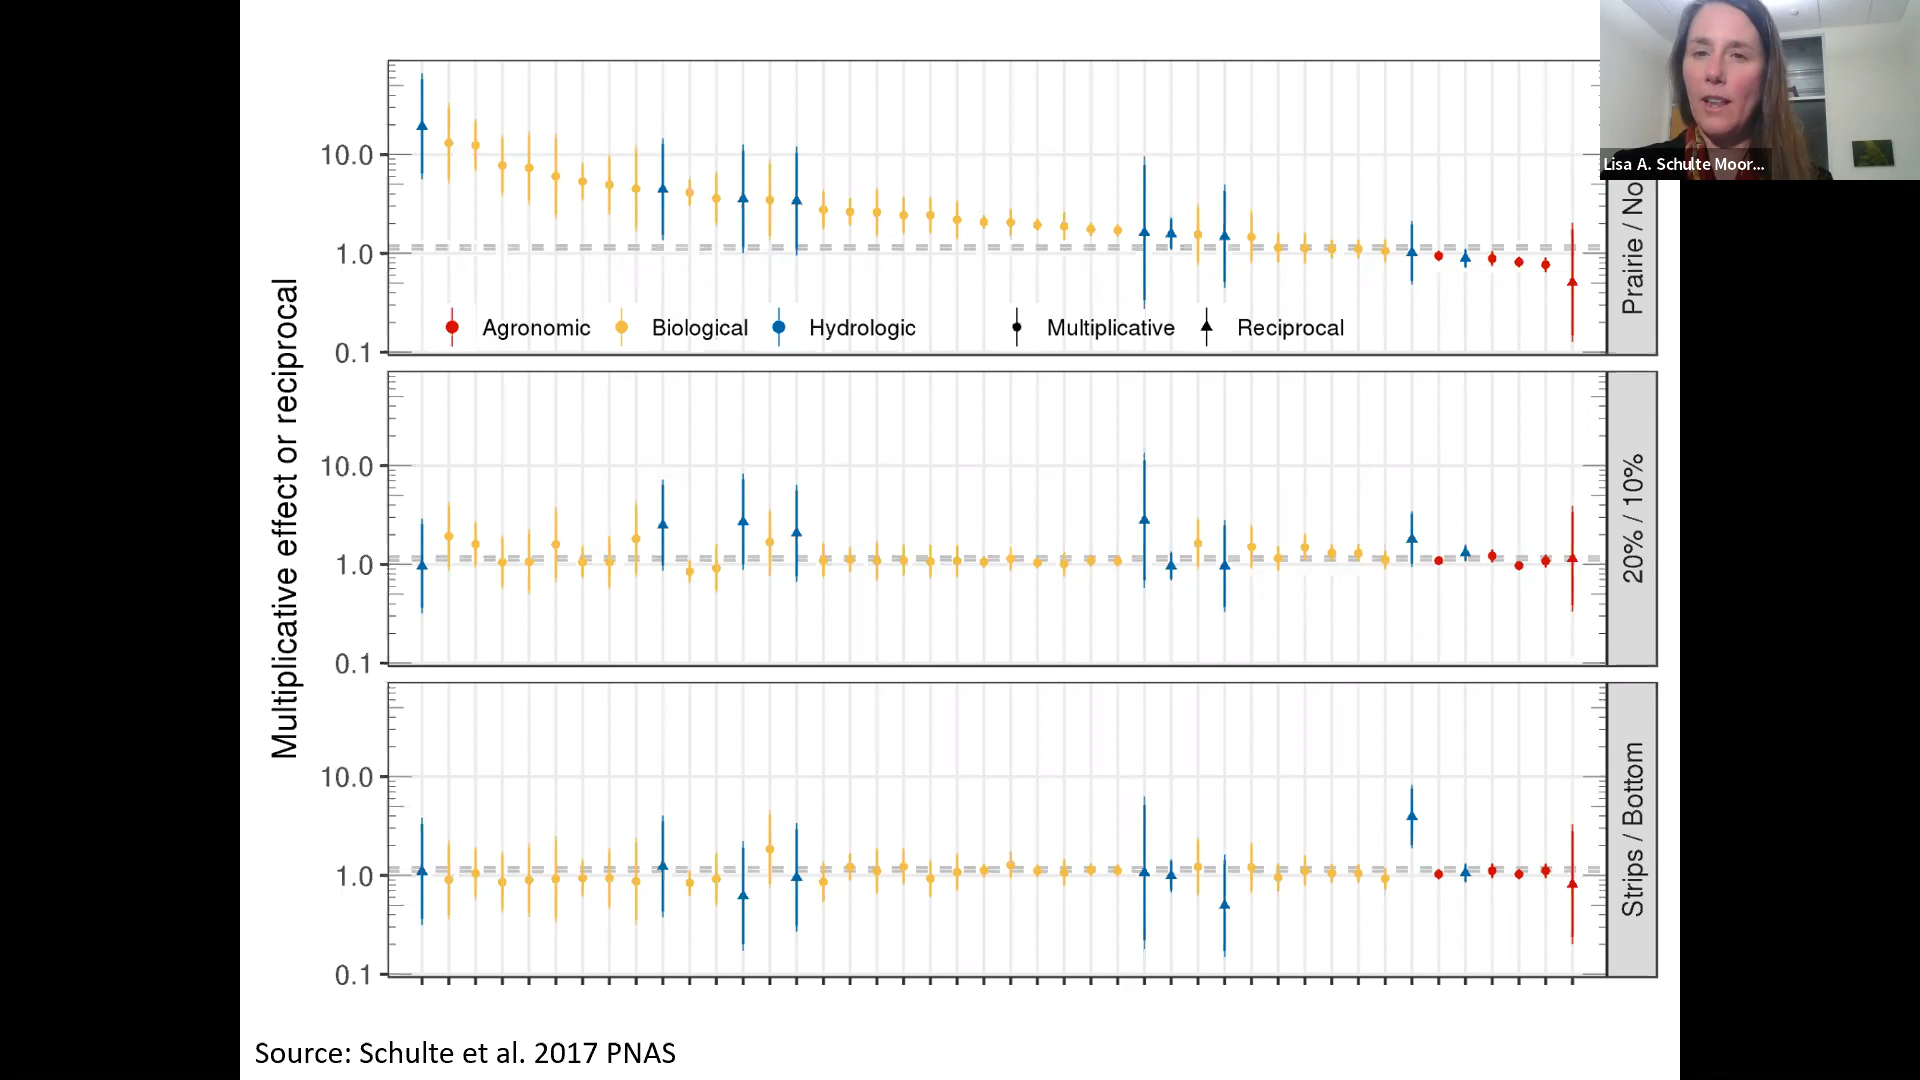 Lisa A. Schulte Moor...
Multiplicative effect or reciprocal
10.0
1.0
0.1
Agronomic
Biological
Hydrologic
Multiplicative
Reciprocal
Prairie / No
10.0
1.0
0.1
20% / 10%
10.0
1.0
0.1
Strips / Bottom
Source: Schulte et al. 2017 PNAS